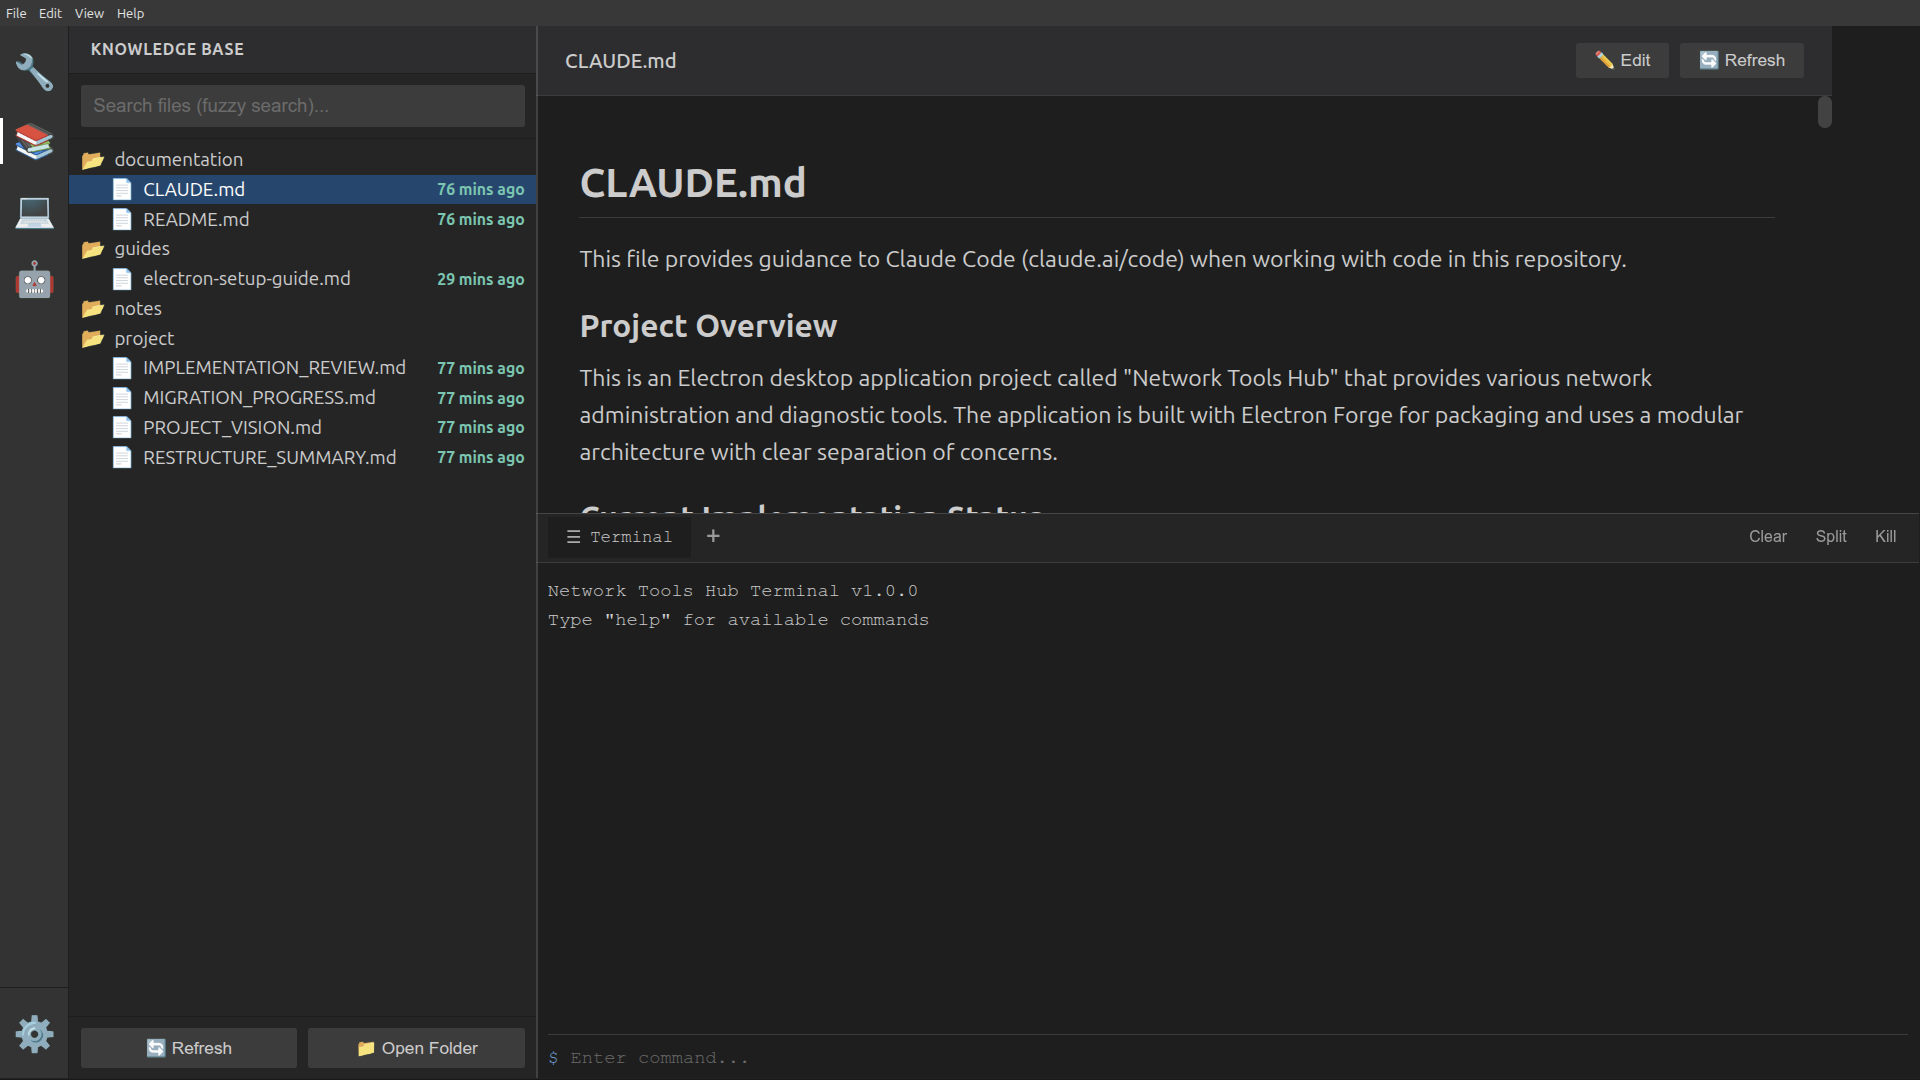 File Edit View Help
KNOWLEDGE BASE
Search files (fuzzy search)...
documentation
CLAUDE.md 76 mins ago
README.md 76 mins ago
guides
electron-setup-guide.md 29 mins ago
notes
project
IMPLEMENTATION_REVIEW.md 77 mins ago
MIGRATION_PROGRESS.md 77 mins ago
PROJECT_VISION.md 77 mins ago
RESTRUCTURE_SUMMARY.md 77 mins ago
Refresh Open Folder
CLAUDE.md Edit Refresh
CLAUDE.md
This file provides guidance to Claude Code (claude.ai/code) when working with code in this repository.
Project Overview
This is an Electron desktop application project called "Network Tools Hub" that provides various network
administration and diagnostic tools. The application is built with Electron Forge for packaging and uses a modular
architecture with clear separation of concerns.
Current Implementation Status
☰ Terminal + Clear Split Kill
Network Tools Hub Terminal v1.0.0
Type "help" for available commands
$ Enter command...